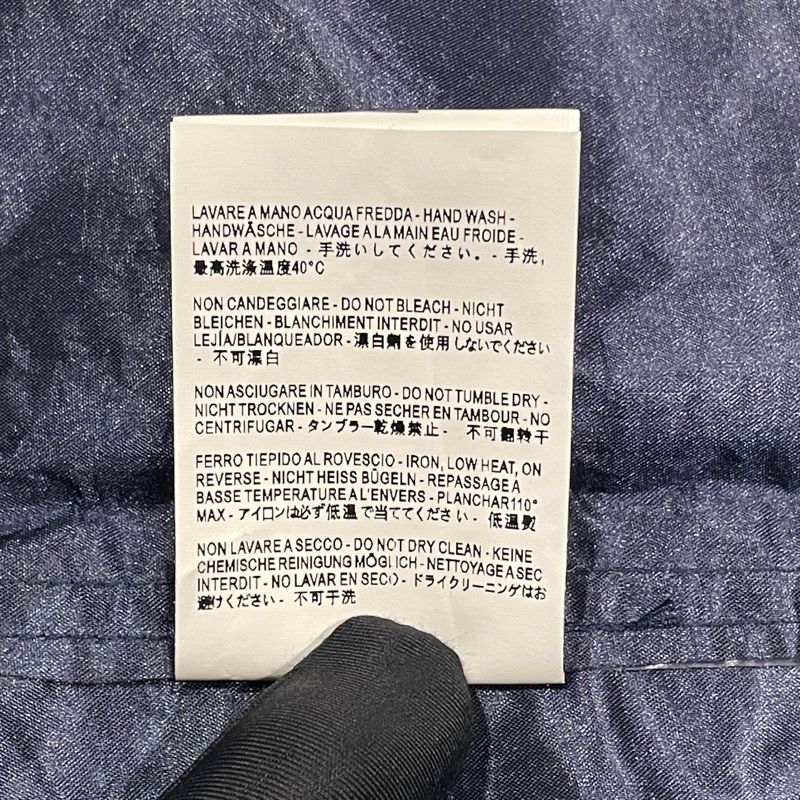 LAVARE A MANO ACQUA FREDDA - HAND WASH -
HANDWÄSCHE - LAVAGE A LA MAIN EAU FROIDE -
LAVAR A MANO - 手洗いしてください。 - 手洗,
最高洗涤温度40°C
NON CANDEGGIARE - DO NOT BLEACH - NICHT
BLEICHEN - BLANCHIMENT INTERDIT - NO USAR
LEJÍA/BLANQUEADOR - 漂白剤を使用しないでください
- 不可漂白
NON ASCIUGARE IN TAMBURO - DO NOT TUMBLE DRY -
NICHT TROCKNEN - NE PAS SECHER EN TAMBOUR - NO
CENTRIFUGAR - タンブラー乾燥禁止 - 不可翻转干
FERRO TIEPIDO AL ROVESCIO - IRON, LOW HEAT, ON
REVERSE - NICHT HEISS BÜGELN - REPASSAGE A
BASSE TEMPERATURE A L'ENVERS - PLANCHAR110°
MAX - アイロンは必ず低温で当ててください - 低温熨
NON LAVARE A SECCO - DO NOT DRY CLEAN - KEINE
CHEMISCHE REINIGUNG MÖGLICH - NETTOYAGE A SEC
INTERDIT - NO LAVAR EN SECO - ドライクリーニングはお
避けください - 不可干洗